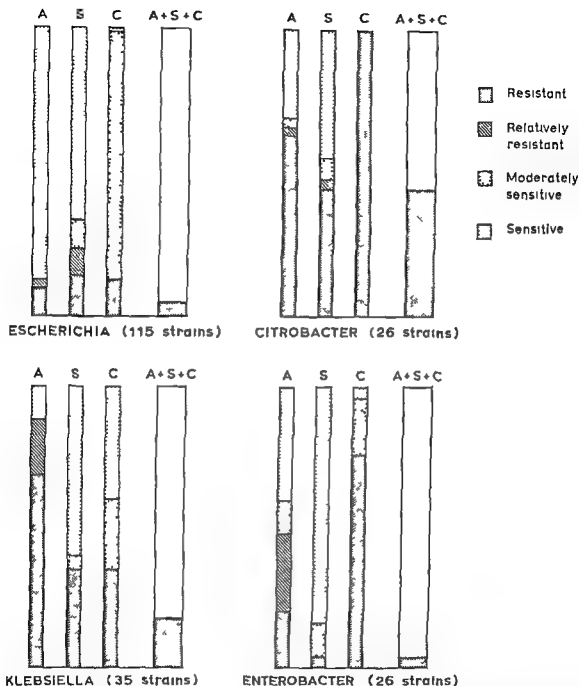 A S C A+S+C
A S C A+S+C
Resistant
Relatively
resistant
Moderately
sensitive
Sensitive
ESCHERICHIA (115 strains)
CITROBACTER (26 strains)
A S C A+S+C
A S C A+S+C
KLEBSIELLA (35 strains)
ENTEROBACTER (26 strains)